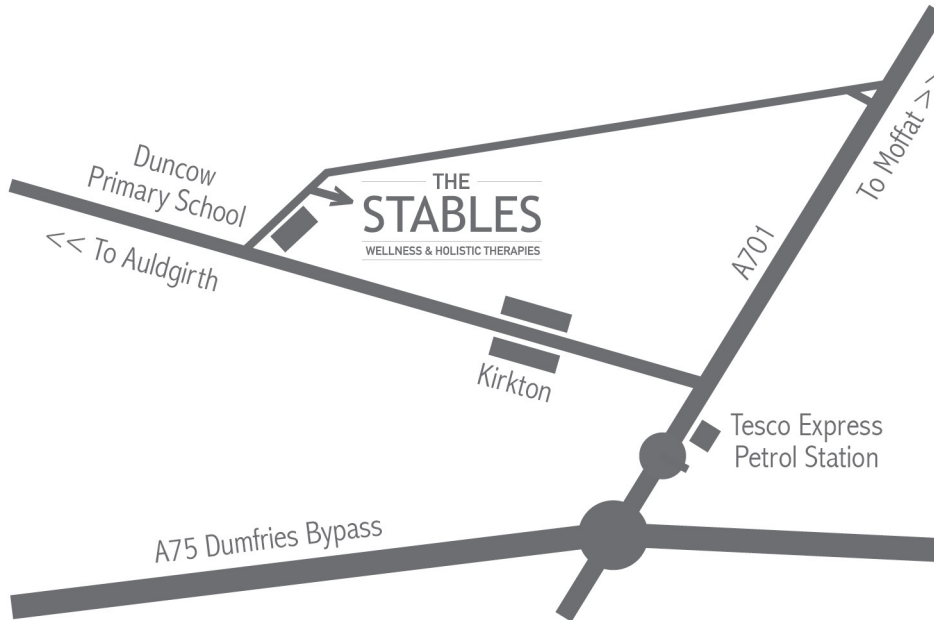 Duncow
Primary School
<< To Auldgirth
THE
STABLES
WELLNESS & HOLISTIC THERAPIES
To Moffat >>
A701
Kirkton
Tesco Express
Petrol Station
A75 Dumfries Bypass